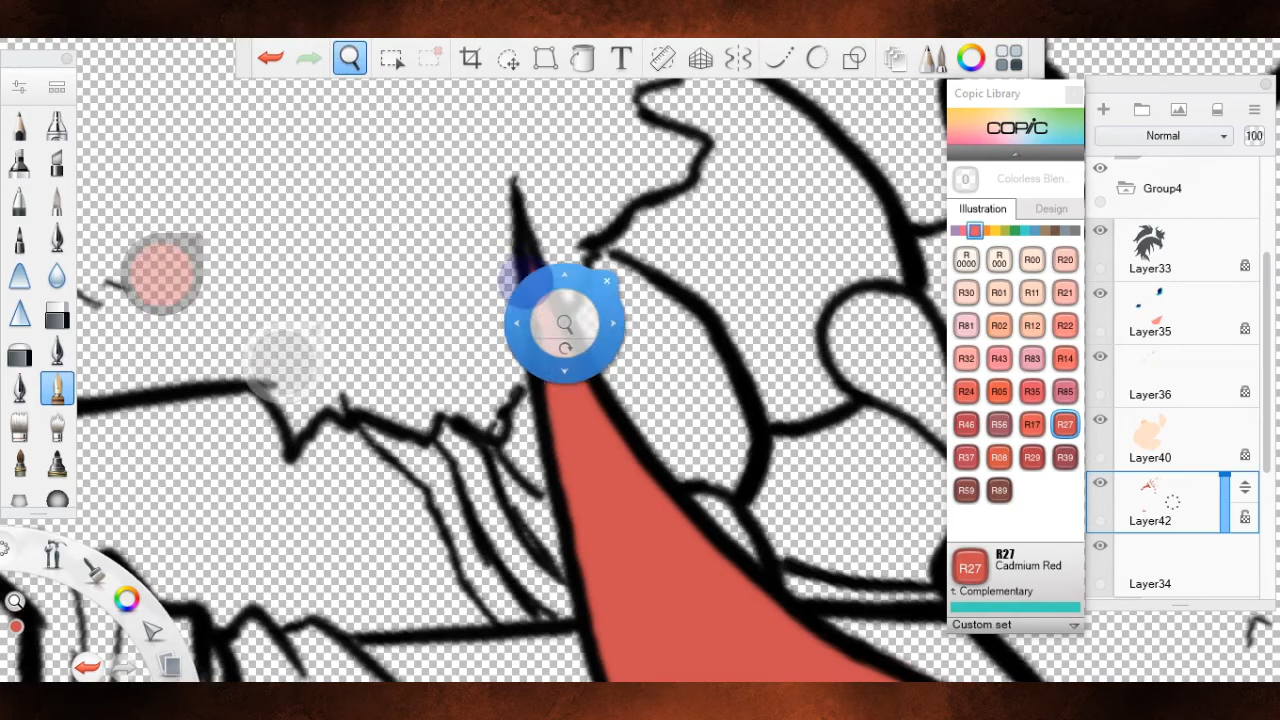 T
Copic Library
COPIC
0
Colorless Blen..
Illustration
Design
R 0000
R 000
R00
R20
R30
R01
R11
R21
R81
R02
R12
R22
R32
R43
R83
R14
R24
R05
R35
R85
R46
R56
R17
R27
R37
R08
R29
R39
R59
R89
R27
R27
Cadmium Red
Complementary
Custom set
Normal
100
Group4
Layer33
Layer35
Layer36
Layer40
Layer42
Layer34